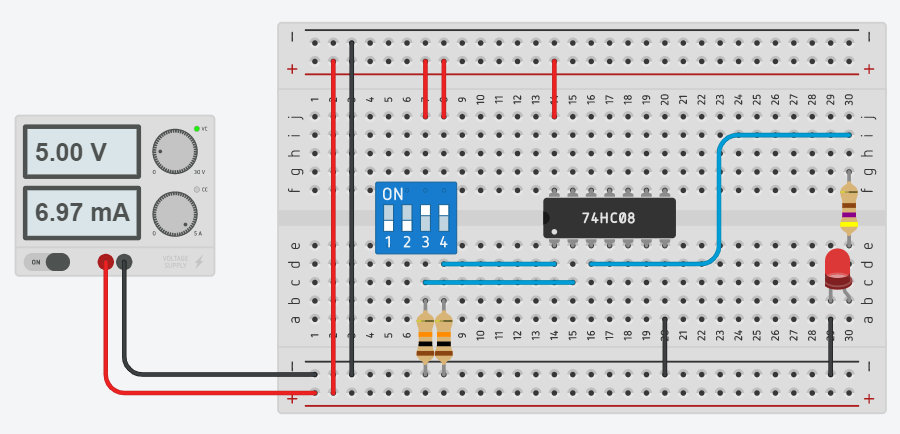 5.00 V
6.97 mA
VC
0 30 V
CC
0 5 A
ON
VOLTAGE
SUPPLY
− −
+ +
1 2 3 4 5 6 7 8 9 10 11 12 13 14 15 16 17 18 19 20 21 22 23 24 25 26 27 28 29 30
j j
i i
h h
g g
f f
ON
1 2 3 4
74HC08
e e
d d
c c
b b
a a
1 2 3 4 5 6 7 8 9 10 11 12 13 14 15 16 17 18 19 20 21 22 23 24 25 26 27 28 29 30
− −
+ +